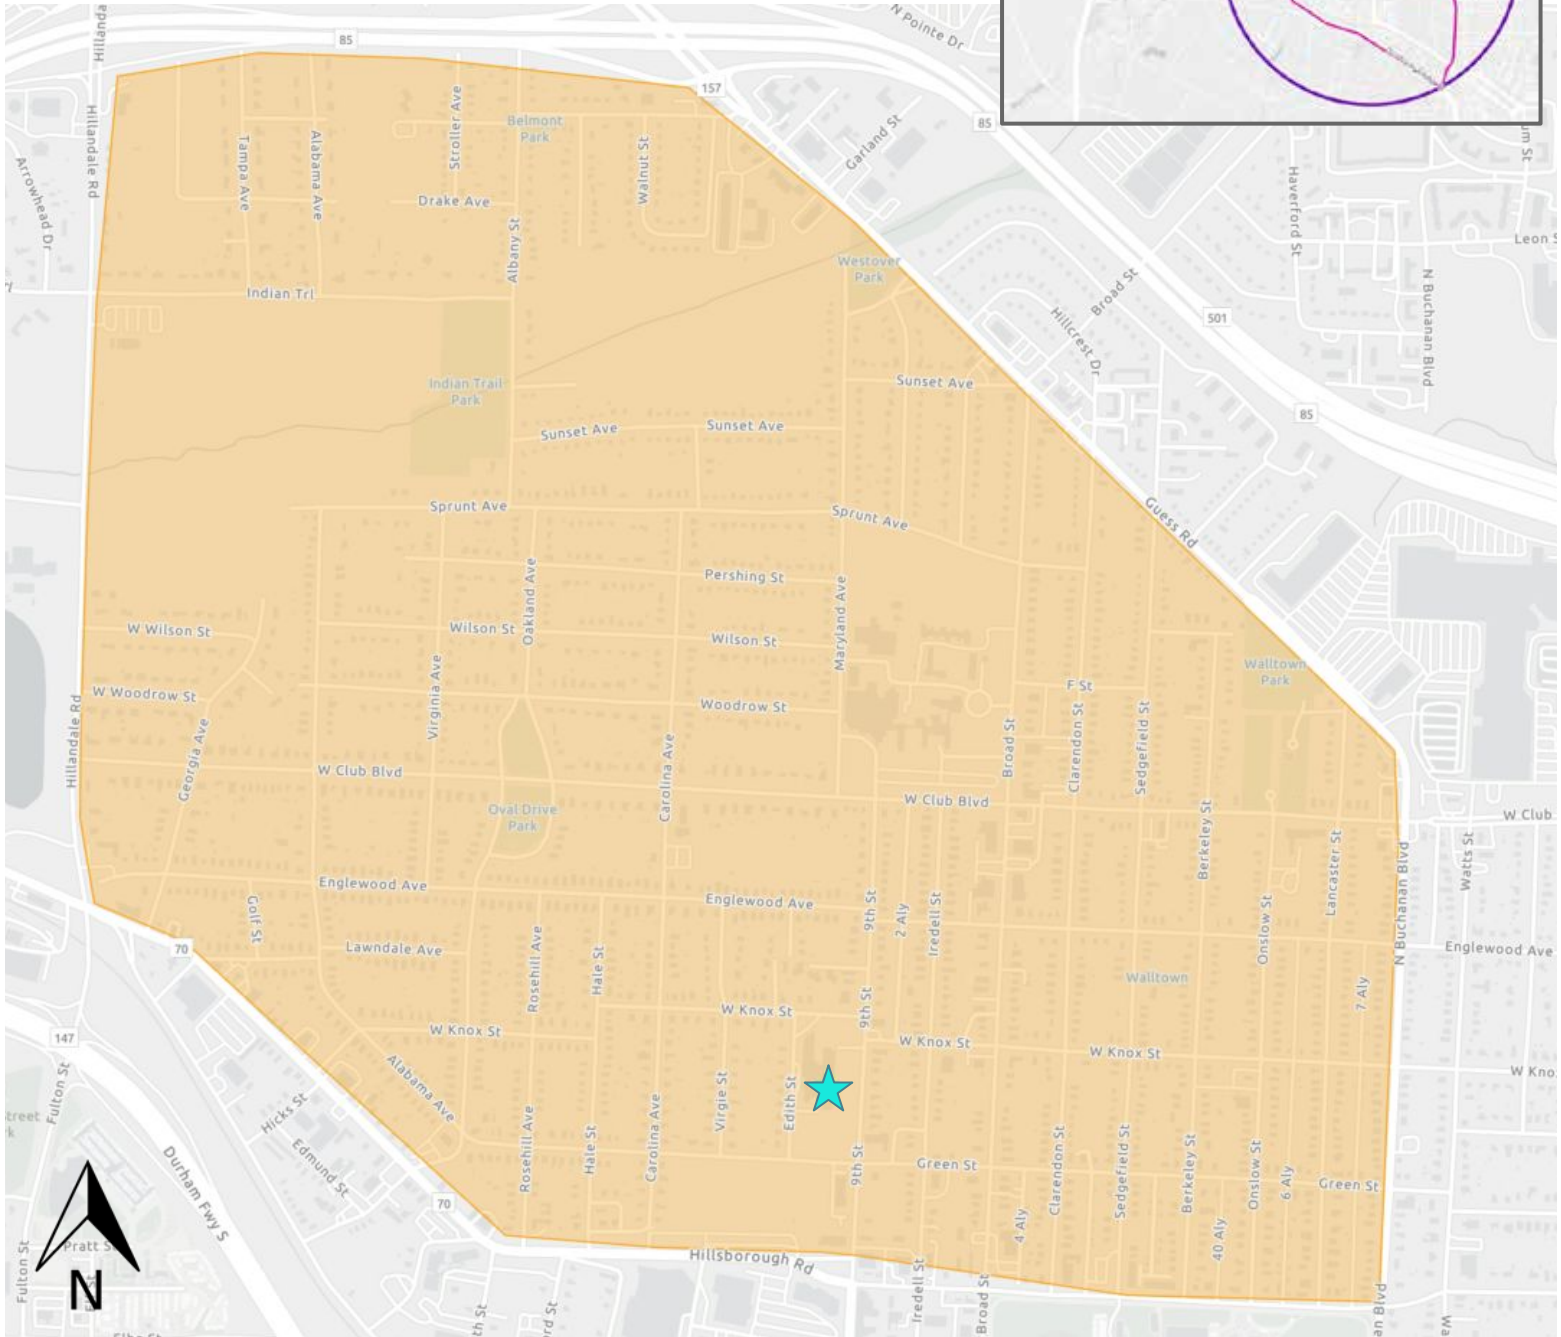 Hillanda
85
N Pointe Dr
157
85
Hillandale Rd
Arrowhead Dr
Tampa Ave
Alabama Ave
Stroller Ave
Belmont
Park
Walnut St
Garland St
Haverford St
Drake Ave
Albany St
Leon S
Westover
Park
Indian Trl
Broad St
501
N Buchanan Blvd
Hillcrest Dr
Indian Trail
Park
Sunset Ave
85
Sunset Ave
Sunset Ave
Sprunt Ave
Sprunt Ave
Guess Rd
Pershing St
Oakland Ave
Maryland Ave
W Wilson St
Wilson St
Wilson St
Virginia Ave
Walltown
Park
F St
W Woodrow St
Woodrow St
Hillandale Rd
Georgia Ave
Carolina Ave
Broad St
Clarendon St
Sedgefield St
W Club Blvd
W Club Blvd
Oval Drive
Park
Berkeley St
Lancaster St
W Club
N Buchanan Blvd
Watts St
Englewood Ave
Englewood Ave
Golf St
9th St
2 Aly
Iredell St
Onslow St
Englewood Ave
70
Lawndale Ave
Rosehill Ave
Hale St
Walltown
7 Aly
W Knox St
9th St
W Knox St
W Knox St
W Knox St
W Kno
147
Fulton St
Alabama Ave
Hicks St
Virgie St
Edith St
treet
k
Edmund St
Rosehill Ave
Hale St
Carolina Ave
9th St
Green St
Clarendon St
Sedgefield St
Berkeley St
Onslow St
6 Aly
Green St
Durham Fwy S
70
4 Aly
40 Aly
Pratt S
Fulton St
Hillsborough Rd
Iredell St
Broad St
an Blvd
N
th St
ord St
Wa